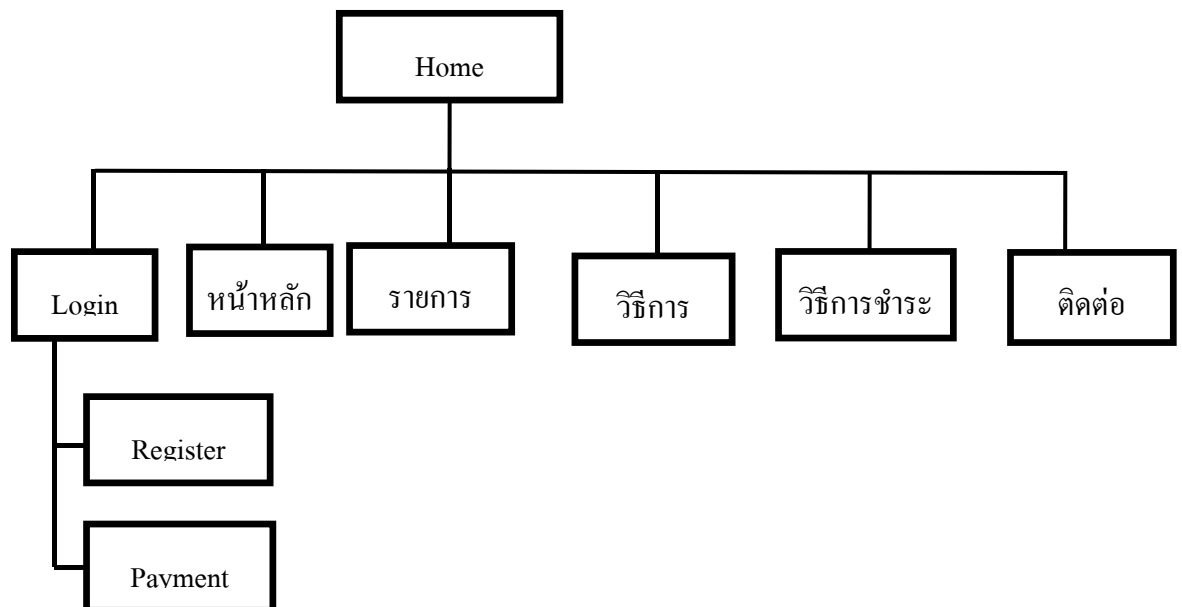 Home
Login
หน้าหลัก
รายการ
วิธีการ
วิธีการชำระ
ติดต่อ
Register
Payment